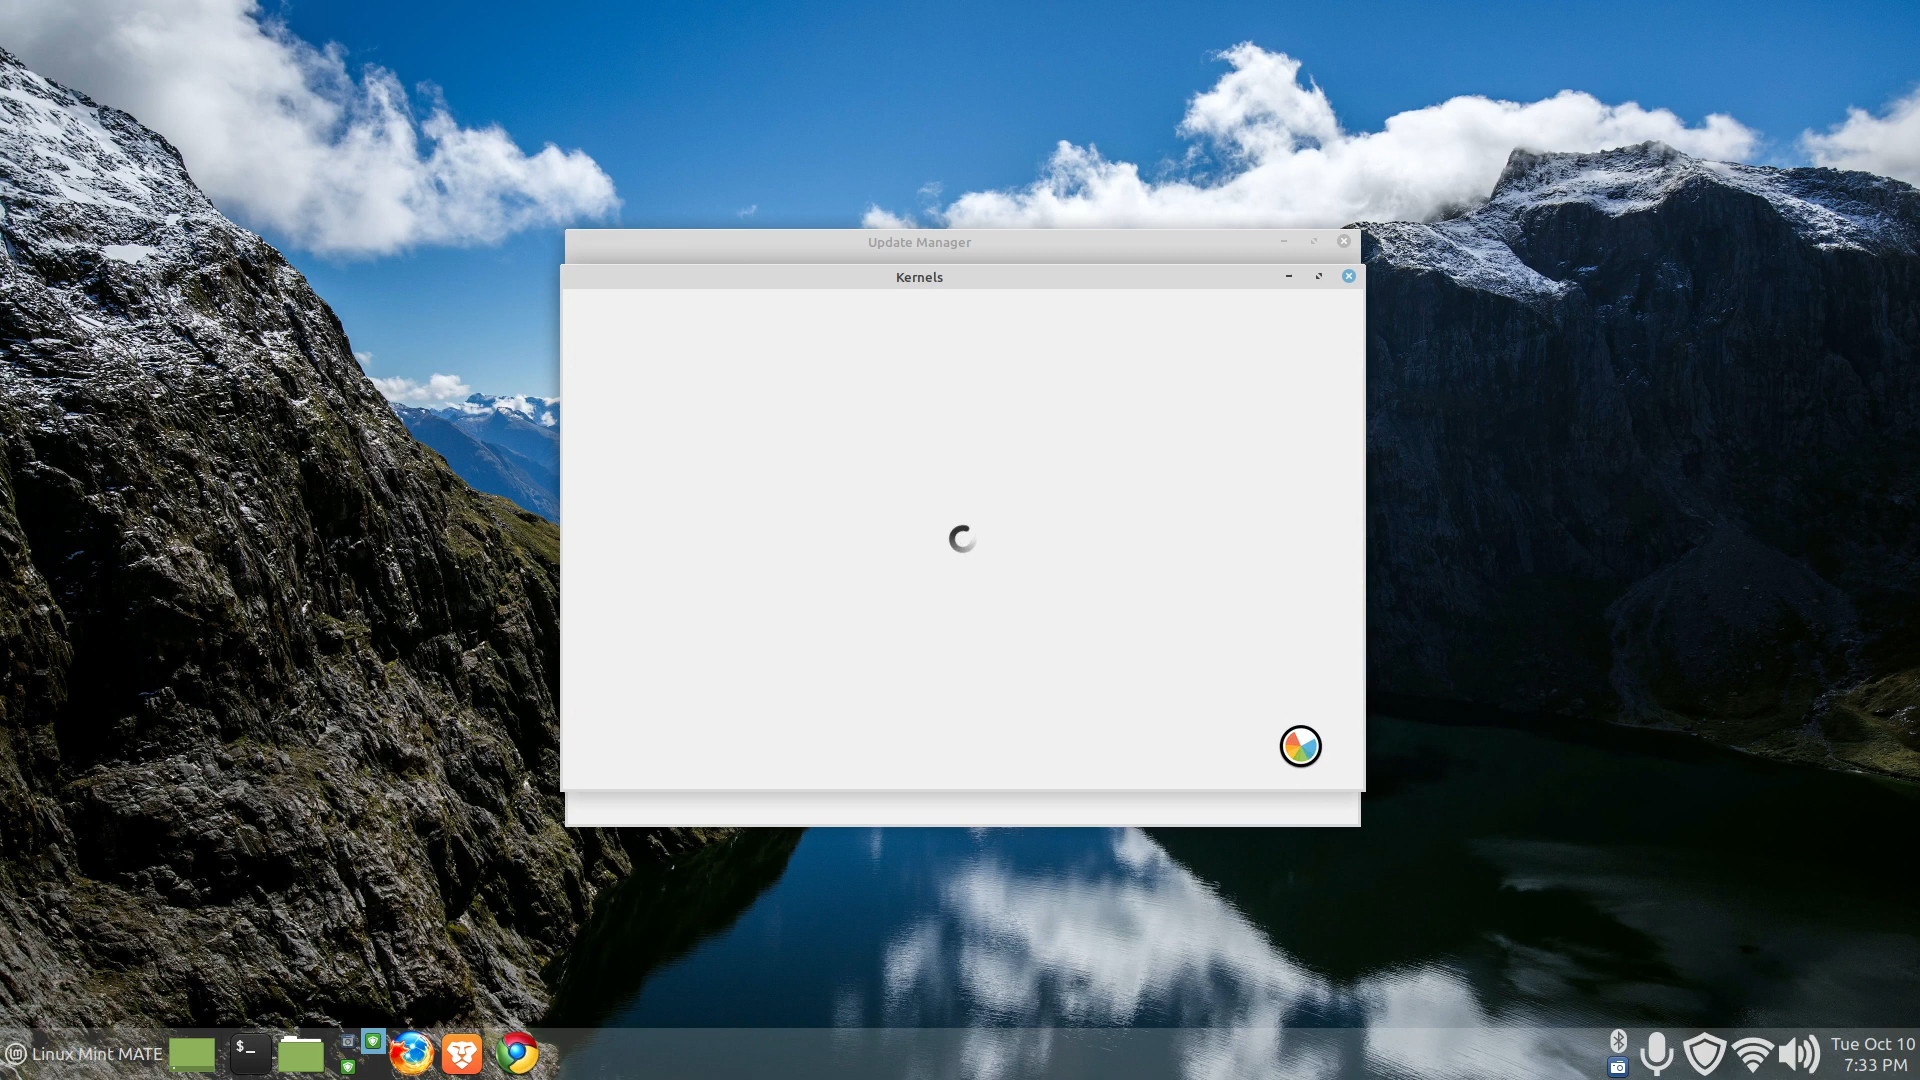 Update Manager
Kernels
$_
Linux Mint MATE
Tue Oct 10
7:33 PM